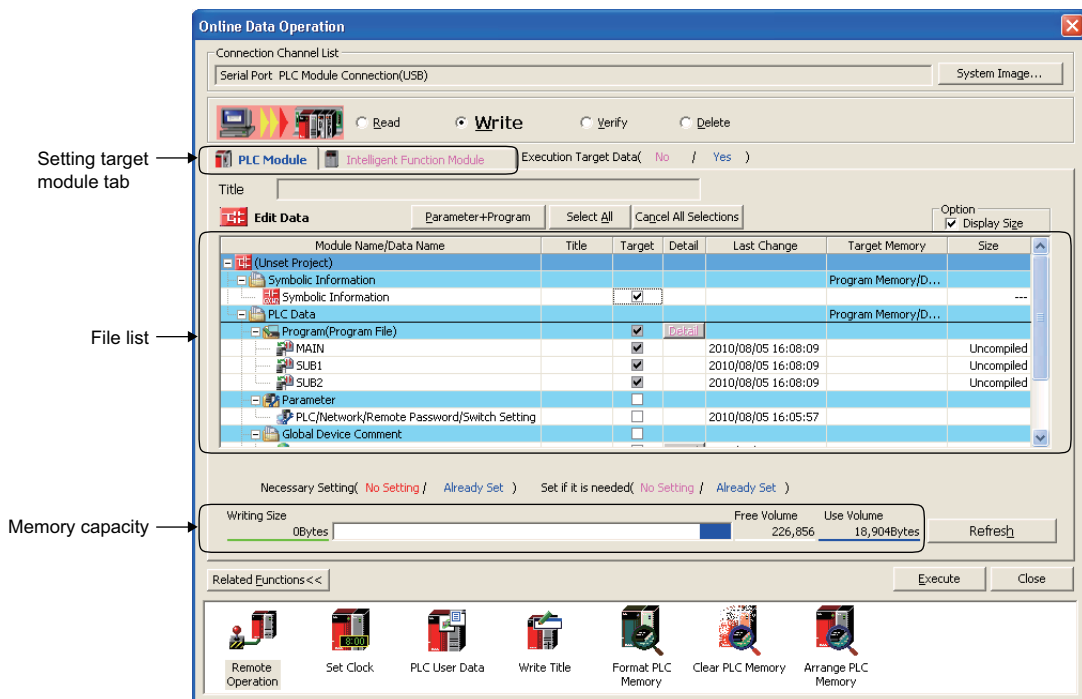 Online Data Operation
Connection Channel List
Serial Port PLC Module Connection(USB)
System Image...
Read
Write
Verify
Delete
Setting target
module tab
PLC Module
Intelligent Function Module
Execution Target Data( No / Yes )
Title
Edit Data
Parameter+Program
Select All
Cancel All Selections
Option
Display Size
Module Name/Data Name Title Target Detail Last Change Target Memory Size
(Unset Project)
Symbolic Information Program Memory/D...
Symbolic Information ---
PLC Data Program Memory/D...
File list
Program(Program File) Detail
MAIN 2010/08/05 16:08:09 Uncompiled
SUB1 2010/08/05 16:08:09 Uncompiled
SUB2 2010/08/05 16:08:09 Uncompiled
Parameter
PLC/Network/Remote Password/Switch Setting 2010/08/05 16:05:57
Global Device Comment
Necessary Setting( No Setting / Already Set ) Set if it is needed( No Setting / Already Set )
Memory capacity
Writing Size Free Volume Use Volume
0Bytes 226,856 18,904Bytes
Refresh
Related Functions<<
Execute
Close
Remote
Operation
Set Clock
PLC User Data
Write Title
Format PLC
Memory
Clear PLC Memory
Arrange PLC
Memory